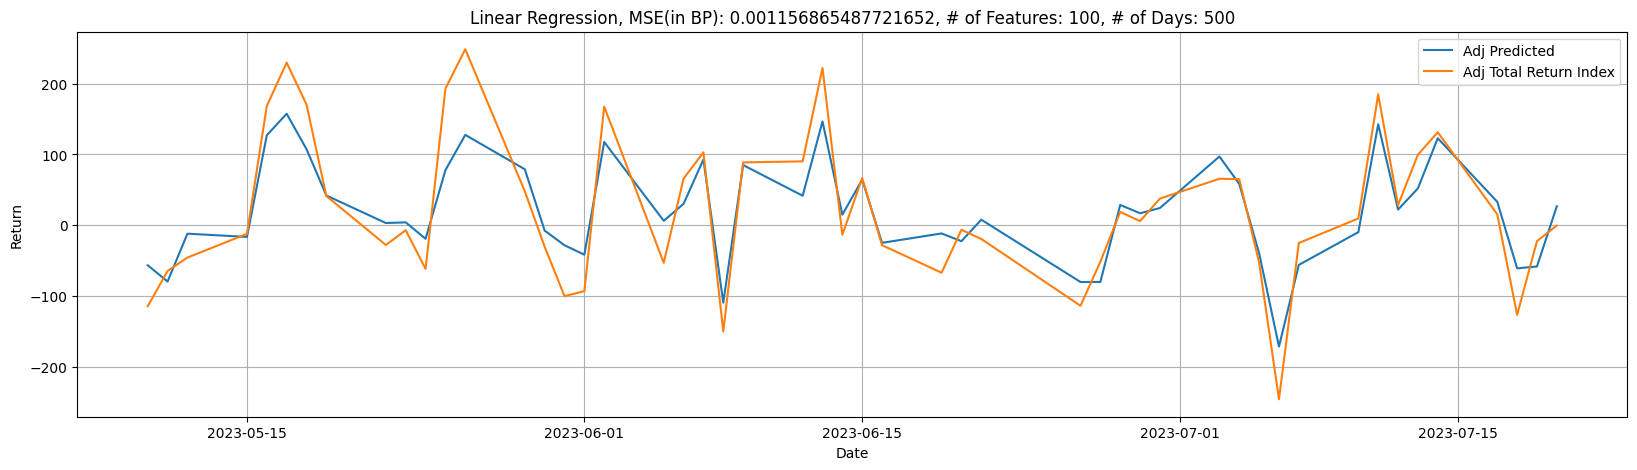 Linear Regression, MSE(in BP): 0.001156865487721652, # of Features: 100, # of Days: 500
Adj Predicted
Adj Total Return Index
200
100
0
−100
−200
Return
2023-05-15
2023-06-01
2023-06-15
2023-07-01
2023-07-15
Date